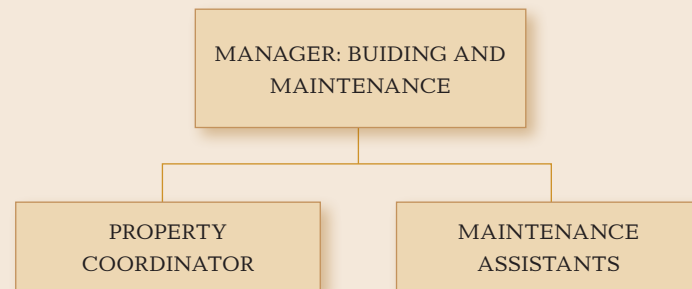 MANAGER: BUIDING AND
MAINTENANCE
PROPERTY
COORDINATOR
MAINTENANCE
ASSISTANTS